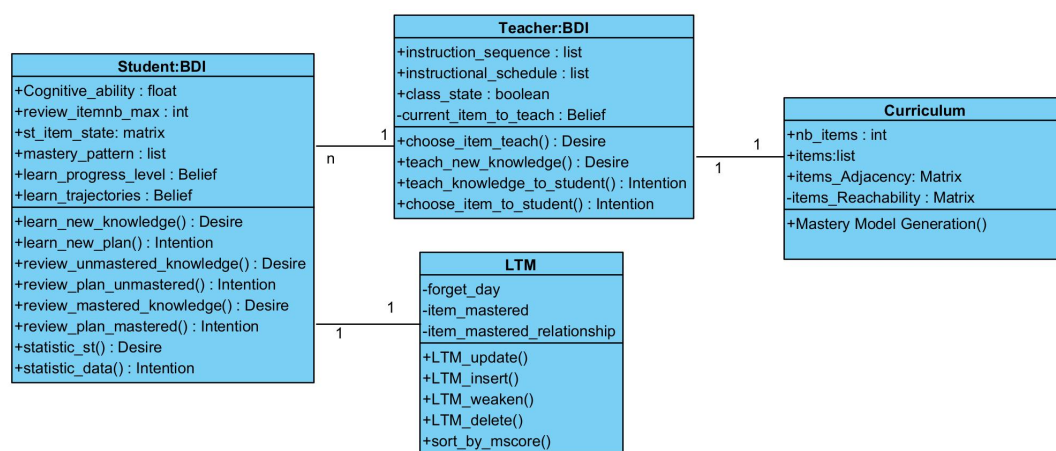 Student:BDI
+Cognitive_ability : float
+review_itemnb_max : int
+st_item_state: matrix
+mastery_pattern : list
+learn_progress_level : Belief
+learn_trajectories : Belief
+learn_new_knowledge() : Desire
+learn_new_plan() : Intention
+review_unmastered_knowledge() : Desire
+review_plan_unmastered() : Intention
+review_mastered_knowledge() : Desire
+review_plan_mastered() : Intention
+statistic_st() : Desire
+statistic_data() : Intention
n
1
Teacher:BDI
+instruction_sequence : list
+instructional_schedule : list
+class_state : boolean
-current_item_to_teach : Belief
+choose_item_teach() : Desire
+teach_new_knowledge() : Desire
+teach_knowledge_to_student() : Intention
+choose_item_to_student() : Intention
1
1
Curriculum
+nb_items : int
+items:list
+items_Adjacency: Matrix
-items_Reachability : Matrix
+Mastery Model Generation()
1
1
LTM
-forget_day
-item_mastered
-item_mastered_relationship
+LTM_update()
+LTM_insert()
+LTM_weaken()
+LTM_delete()
+sort_by_mscore()